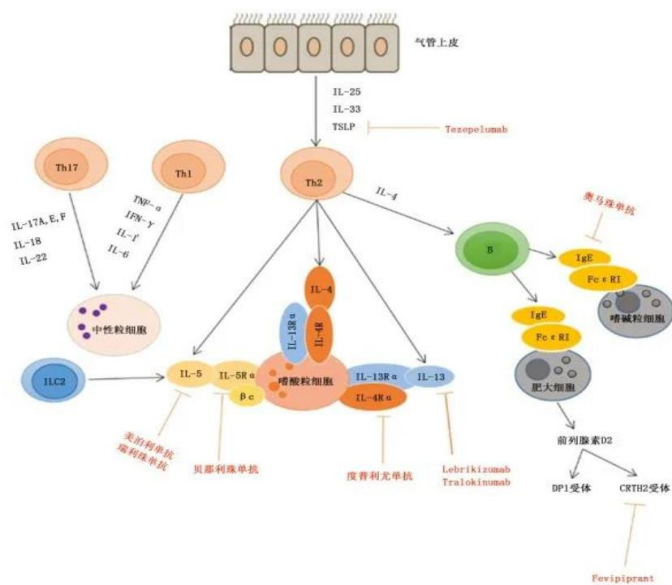 气管上皮
IL-25
IL-33
TSLP
Tezepelumab
Th17
Th1
Th2
IL-4
奥马珠单抗
IL-17A,E,F
IL-18
IL-22
TNF-α
IFN-γ
IL-1
IL-6
B
IgE
FcεRI
嗜碱粒细胞
IgE
FcεRI
肥大细胞
中性粒细胞
IL-4
IL-13Rα
IL-4R
ILC2
IL-5
IL-5Rα
βc
嗜酸粒细胞
IL-13Rα
IL-13
IL-4Rα
美泊利单抗
瑞利珠单抗
贝那利珠单抗
度普利尤单抗
Lebrikizumab
Tralokinumab
前列腺素D2
DP1受体
CRTH2受体
Fevipiprant